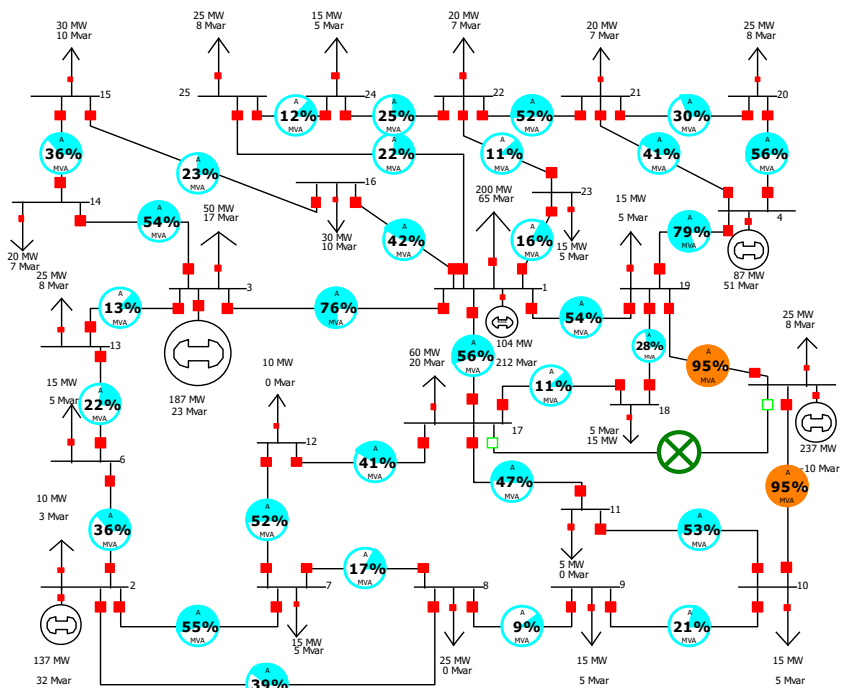 30 MW
10 Mvar
25 MW
8 Mvar
15 MW
5 Mvar
20 MW
7 Mvar
20 MW
7 Mvar
25 MW
8 Mvar
15
25
24
22
21
20
A
36%
MVA
A
12%
MVA
A
25%
MVA
A
52%
MVA
A
30%
MVA
A
23%
MVA
A
22%
MVA
A
11%
MVA
A
41%
MVA
A
56%
MVA
14
16
23
4
20 MW
7 Mvar
A
54%
MVA
50 MW
17 Mvar
30 MW
10 Mvar
A
42%
MVA
200 MW
65 Mvar
A
16%
MVA
15 MW
5 Mvar
15 MW
5 Mvar
A
79%
MVA
87 MW
51 Mvar
25 MW
8 Mvar
3
1
19
A
13%
MVA
A
76%
MVA
A
54%
MVA
104 MW
212 Mvar
25 MW
8 Mvar
13
187 MW
23 Mvar
A
56%
MVA
A
28%
MVA
A
95%
MVA
10 MW
0 Mvar
60 MW
20 Mvar
A
11%
MVA
15 MW
5 Mvar
A
22%
MVA
18
5 Mvar
15 MW
17
12
6
237 MW
-10 Mvar
A
41%
MVA
A
47%
MVA
A
95%
MVA
10 MW
3 Mvar
A
36%
MVA
A
52%
MVA
11
5 MW
0 Mvar
A
53%
MVA
A
17%
MVA
2
7
8
9
10
137 MW
32 Mvar
A
55%
MVA
15 MW
5 Mvar
A
9%
MVA
A
21%
MVA
25 MW
0 Mvar
15 MW
5 Mvar
15 MW
5 Mvar
A
39%